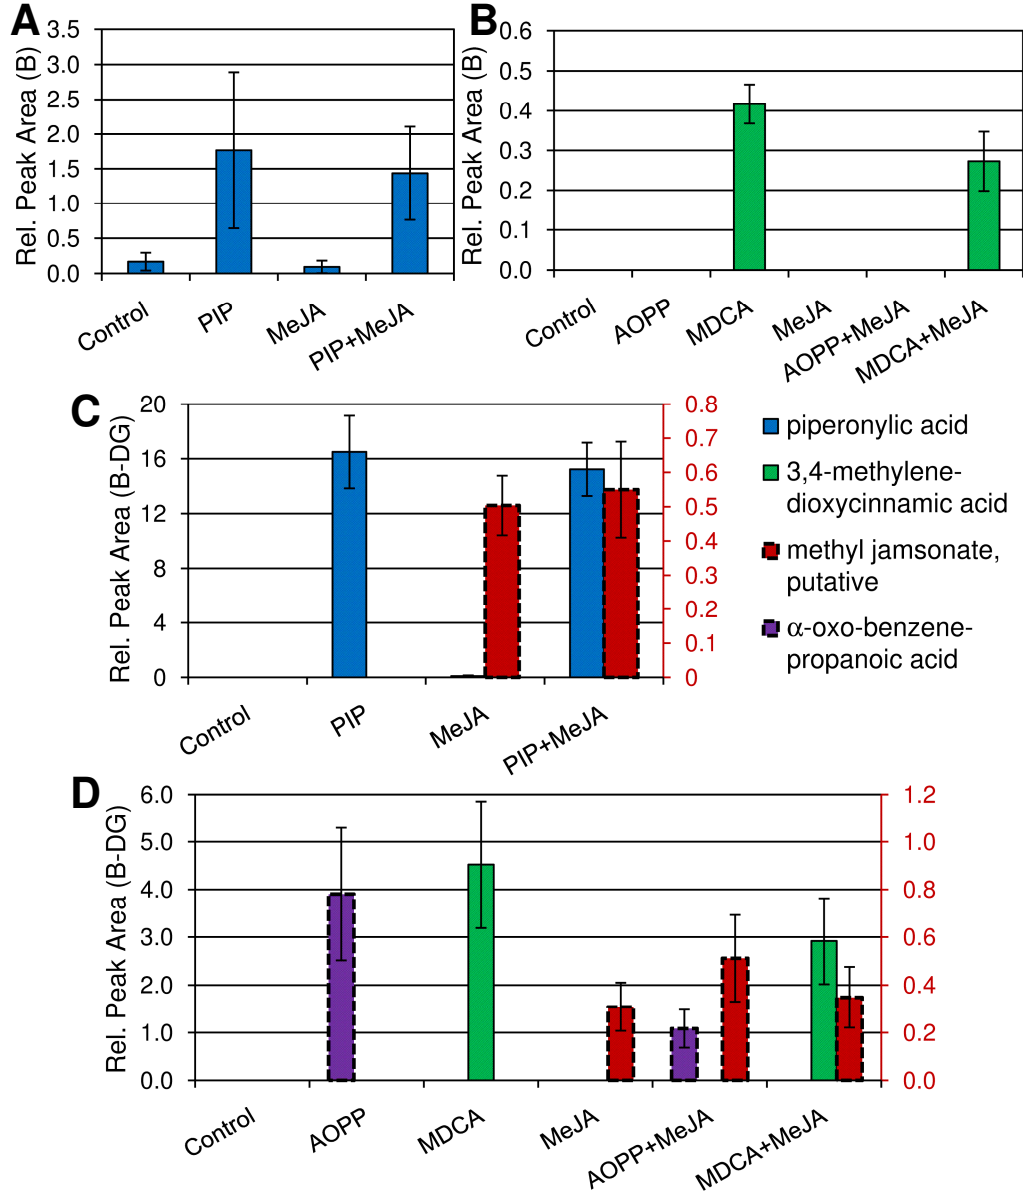 A
Rel. Peak Area (B)
3.5
3.0
2.5
2.0
1.5
1.0
0.5
0.0
Control
PIP
MeJA
PIP+MeJA
B
Rel. Peak Area (B)
0.6
0.5
0.4
0.3
0.2
0.1
0.0
Control
AOPP
MDCA
MeJA
AOPP+MeJA
MDCA+MeJA
C
Rel. Peak Area (B-DG)
20
16
12
8
4
0
0.8
0.7
0.6
0.5
0.4
0.3
0.2
0.1
0
Control
PIP
MeJA
PIP+MeJA
piperonylic acid
3,4-methylene-
dioxycinnamic acid
methyl jamsonate,
putative
α-oxo-benzene-
propanoic acid
D
Rel. Peak Area (B-DG)
6.0
5.0
4.0
3.0
2.0
1.0
0.0
1.2
1.0
0.8
0.6
0.4
0.2
0.0
Control
AOPP
MDCA
MeJA
AOPP+MeJA
MDCA+MeJA